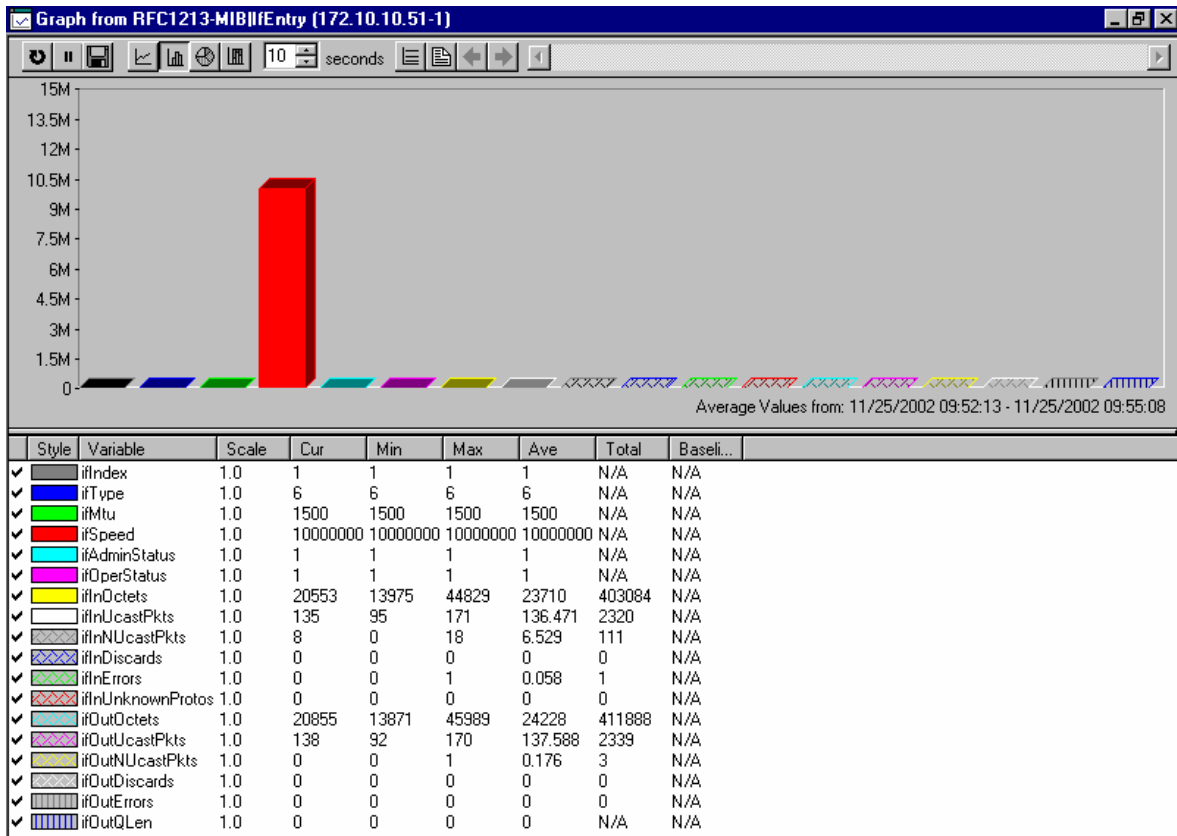 Graph from RFC1213-MIB|IfEntry (172.10.10.51-1)
10 seconds
15M
13.5M
12M
10.5M
9M
7.5M
6M
4.5M
3M
1.5M
0
Average Values from: 11/25/2002 09:52:13 - 11/25/2002 09:55:08
Style Variable Scale Cur Min Max Ave Total Baseli...
ifIndex 1.0 1 1 1 1 N/A N/A
ifType 1.0 6 6 6 6 N/A N/A
ifMtu 1.0 1500 1500 1500 1500 N/A N/A
ifSpeed 1.0 10000000 10000000 10000000 10000000 N/A N/A
ifAdminStatus 1.0 1 1 1 1 N/A N/A
ifOperStatus 1.0 1 1 1 1 N/A N/A
ifInOctets 1.0 20553 13975 44829 23710 403084 N/A
ifInUcastPkts 1.0 135 95 171 136.471 2320 N/A
ifInNUcastPkts 1.0 8 0 18 6.529 111 N/A
ifInDiscards 1.0 0 0 0 0 0 N/A
ifInErrors 1.0 0 0 1 0.058 1 N/A
ifInUnknownProtos 1.0 0 0 0 0 0 N/A
ifOutOctets 1.0 20855 13871 45989 24228 411888 N/A
ifOutUcastPkts 1.0 138 92 170 137.588 2339 N/A
ifOutNUcastPkts 1.0 0 0 1 0.176 3 N/A
ifOutDiscards 1.0 0 0 0 0 0 N/A
ifOutErrors 1.0 0 0 0 0 0 N/A
ifOutQLen 1.0 0 0 0 0 N/A N/A